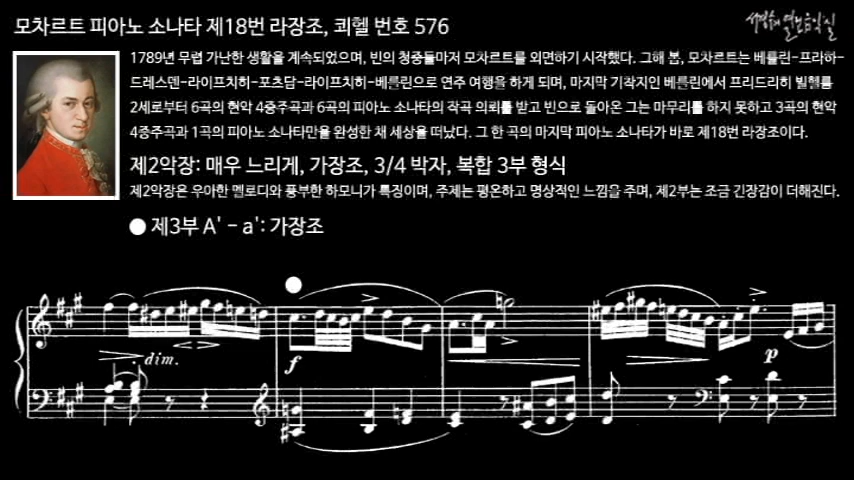 모차르트 피아노 소나타 제18번 라장조, 쾨헬 번호 576
서영수의 열린음악실
1789년 무렵 가난한 생활을 계속되었으며, 빈의 청중들마저 모차르트를 외면하기 시작했다. 그해 봄, 모차르트는 베를린-프라하-
드레스덴-라이프치히-포츠담-라이프치히-베를린으로 연주 여행을 하게 되며, 마지막 기착지인 베를린에서 프리드리히 빌헬름
2세로부터 6곡의 현악 4중주곡과 6곡의 피아노 소나타의 작곡 의뢰를 받고 빈으로 돌아온 그는 마무리를 하지 못하고 3곡의 현악
4중주곡과 1곡의 피아노 소나타만을 완성한 채 세상을 떠났다. 그 한 곡의 마지막 피아노 소나타가 바로 제18번 라장조이다.
제2악장: 매우 느리게, 가장조, 3/4 박자, 복합 3부 형식
제2악장은 우아한 멜로디와 풍부한 하모니가 특징이며, 주제는 평온하고 명상적인 느낌을 주며, 제2부는 조금 긴장감이 더해진다.
● 제3부 A' - a': 가장조
dim.
f
p